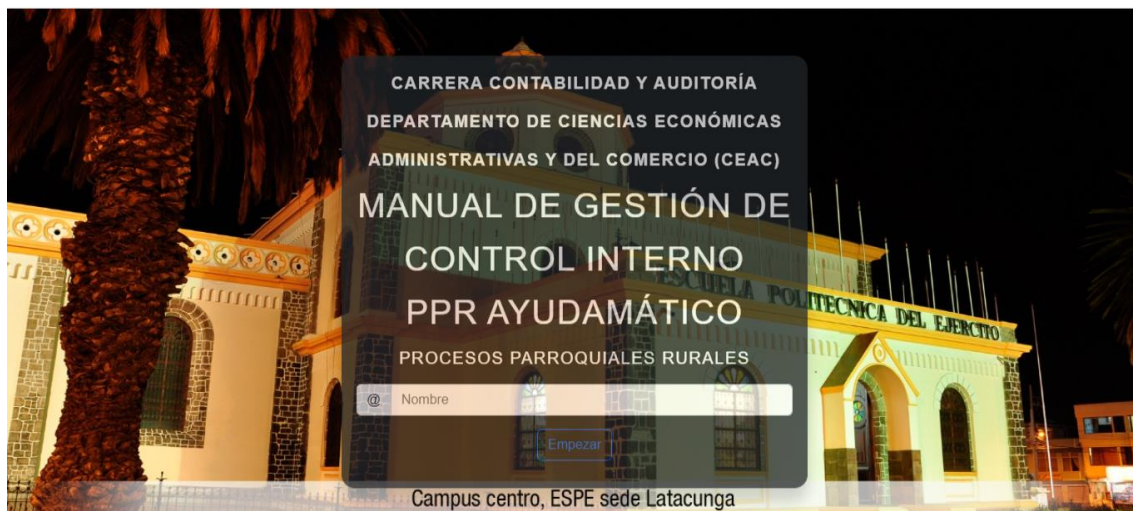 CARRERA CONTABILIDAD Y AUDITORÍA
DEPARTAMENTO DE CIENCIAS ECONÓMICAS
ADMINISTRATIVAS Y DEL COMERCIO (CEAC)
MANUAL DE GESTIÓN DE
CONTROL INTERNO
PPR AYUDAMÁTICO
PROCESOS PARROQUIALES RURALES
@ Nombre
Empezar
ESCUELA POLITECNICA DEL EJERCITO
Campus centro, ESPE sede Latacunga